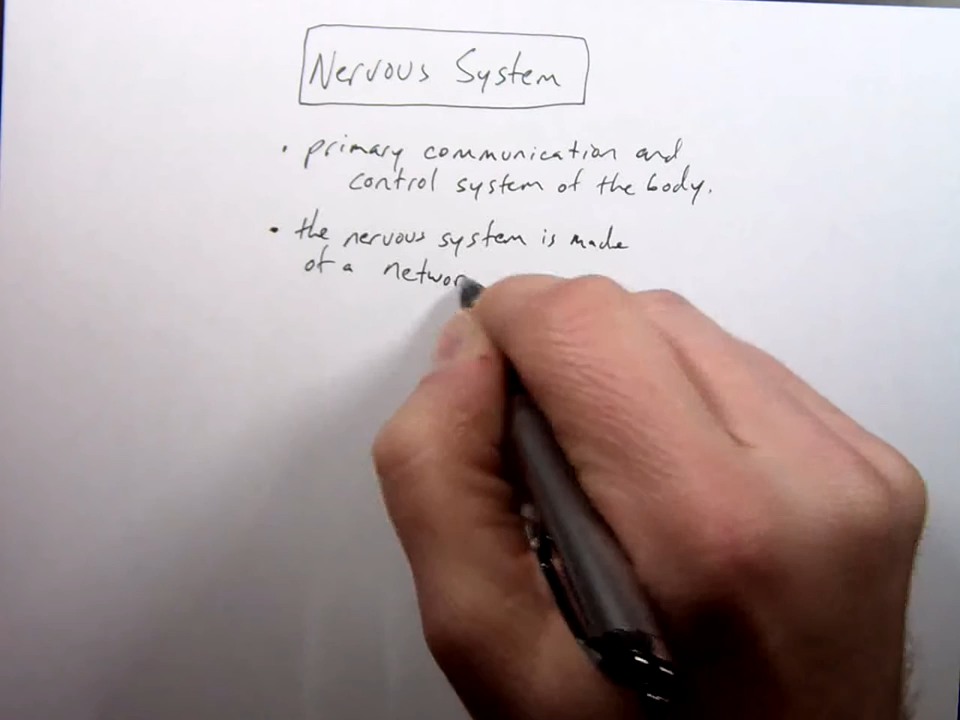 Nervous System
• primary communication and
control system of the body.
• the nervous system is made
of a networ